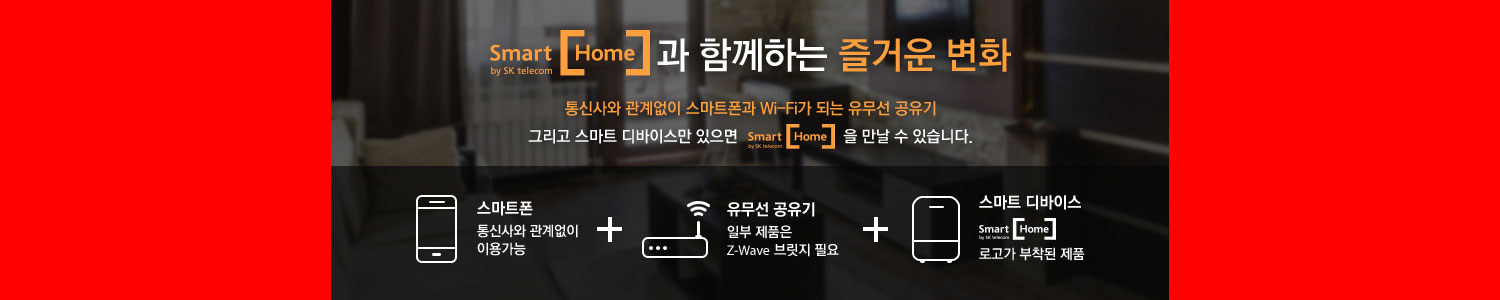 Smart [Home]과 함께하는 즐거운 변화
by SK telecom
통신사와 관계없이 스마트폰과 Wi-Fi가 되는 유무선 공유기
그리고 스마트 디바이스만 있으면 Smart [Home] 을 만날 수 있습니다.
by SK telecom
스마트폰
통신사와 관계없이
이용가능
+
유무선 공유기
일부 제품은
Z-Wave 브릿지 필요
+
스마트 디바이스
Smart [Home]
by SK telecom
로고가 부착된 제품